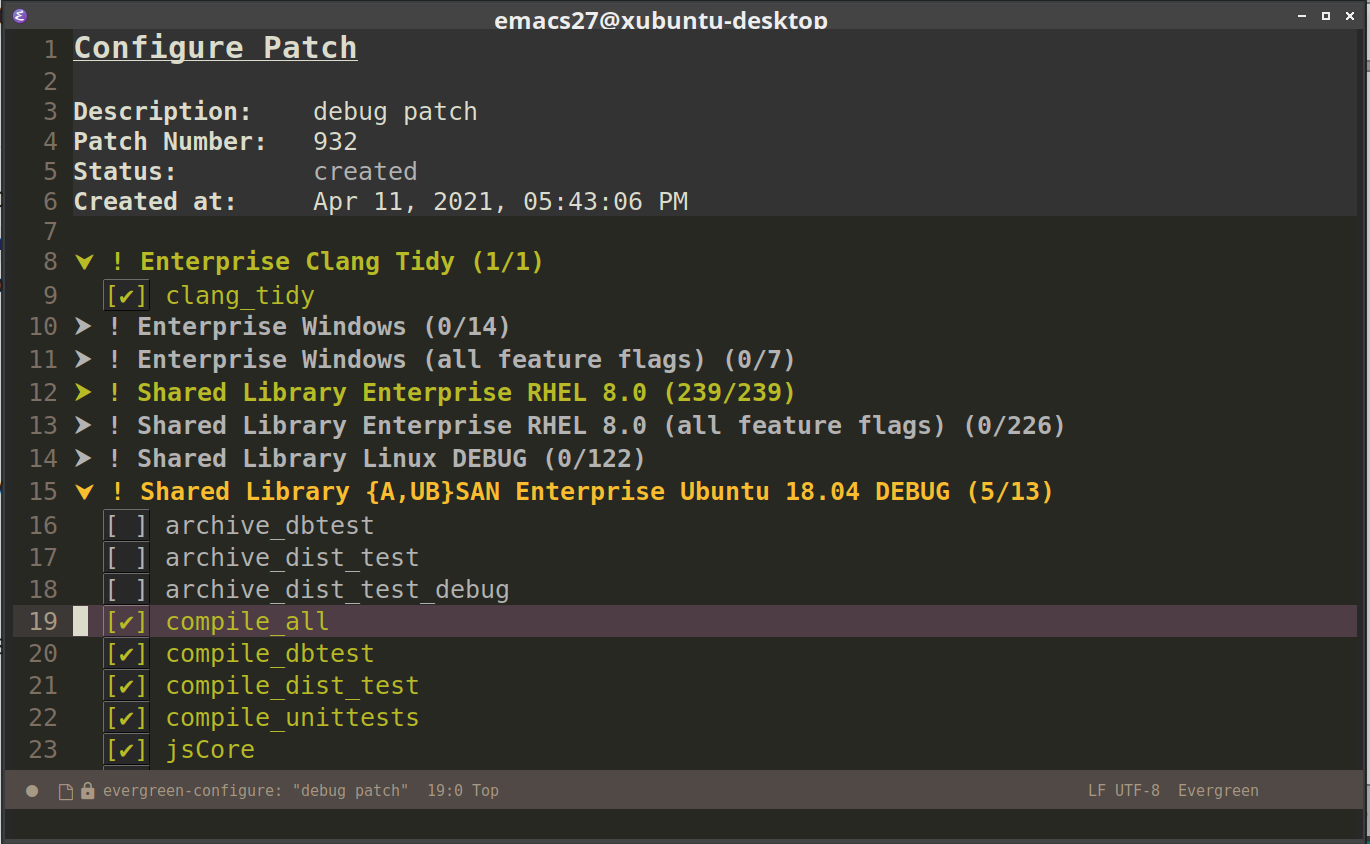 emacs27@xubuntu-desktop
1 Configure Patch
2
3 Description: debug patch
4 Patch Number: 932
5 Status: created
6 Created at: Apr 11, 2021, 05:43:06 PM
7
8 ⮟ ! Enterprise Clang Tidy (1/1)
9 [✔] clang_tidy
10 ⮞ ! Enterprise Windows (0/14)
11 ⮞ ! Enterprise Windows (all feature flags) (0/7)
12 ⮞ ! Shared Library Enterprise RHEL 8.0 (239/239)
13 ⮞ ! Shared Library Enterprise RHEL 8.0 (all feature flags) (0/226)
14 ⮞ ! Shared Library Linux DEBUG (0/122)
15 ⮟ ! Shared Library {A,UB}SAN Enterprise Ubuntu 18.04 DEBUG (5/13)
16 [ ] archive_dbtest
17 [ ] archive_dist_test
18 [ ] archive_dist_test_debug
19 [✔] compile_all
20 [✔] compile_dbtest
21 [✔] compile_dist_test
22 [✔] compile_unittests
23 [✔] jsCore
evergreen-configure: "debug patch" 19:0 Top LF UTF-8 Evergreen